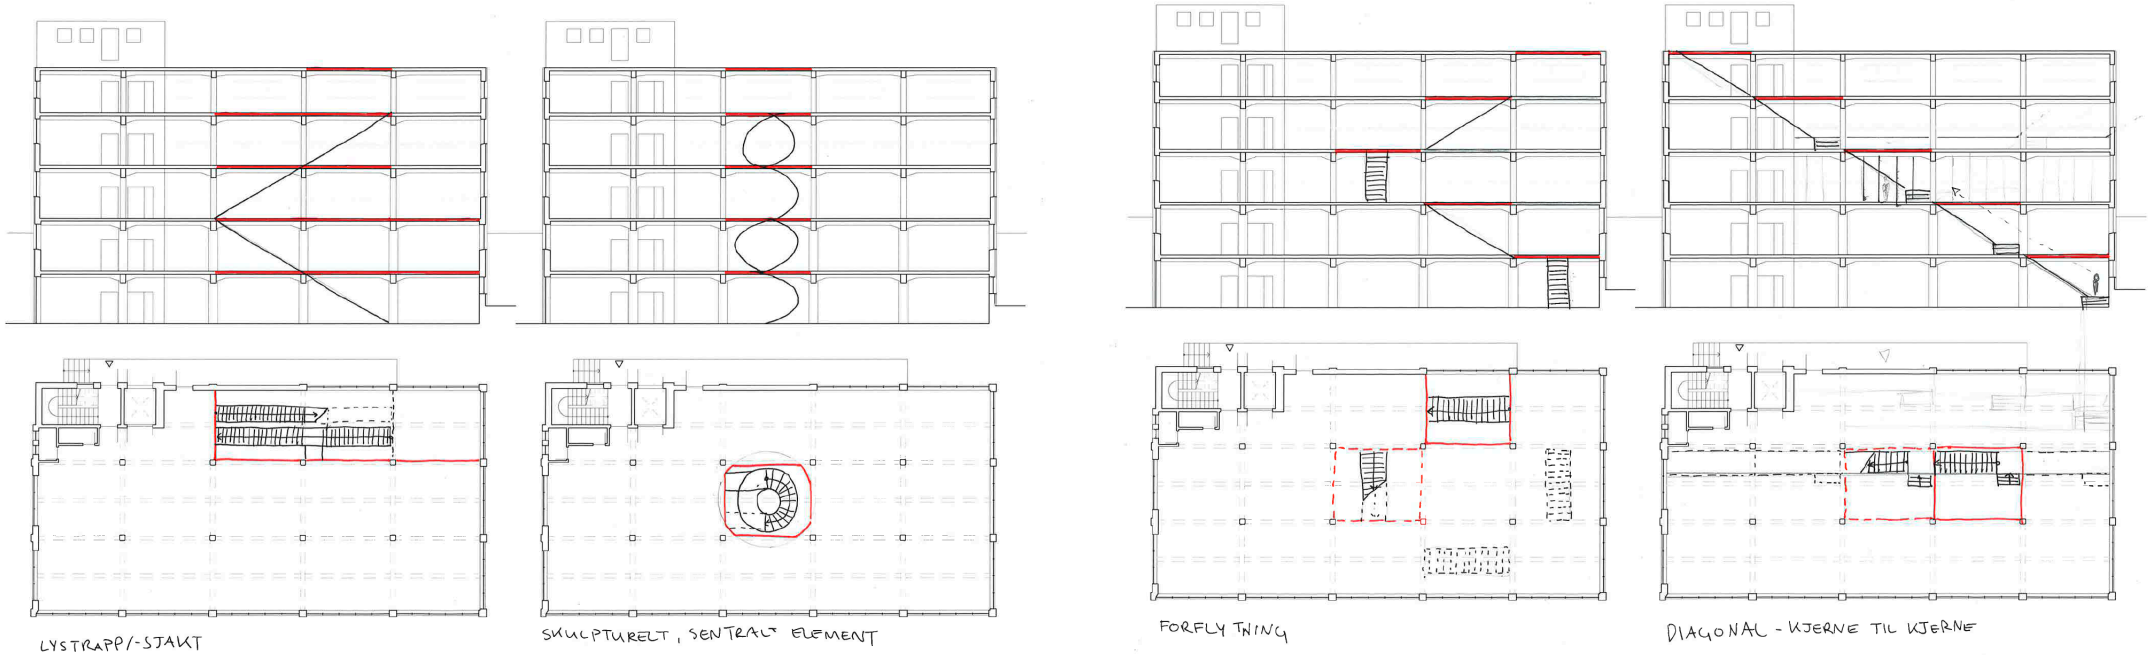 LYSTRAPP/-SJAKT
SKULPTURELT, SENTRALT ELEMENT
FORFLYTNING
DIAGONAL - KJERNE TIL KJERNE